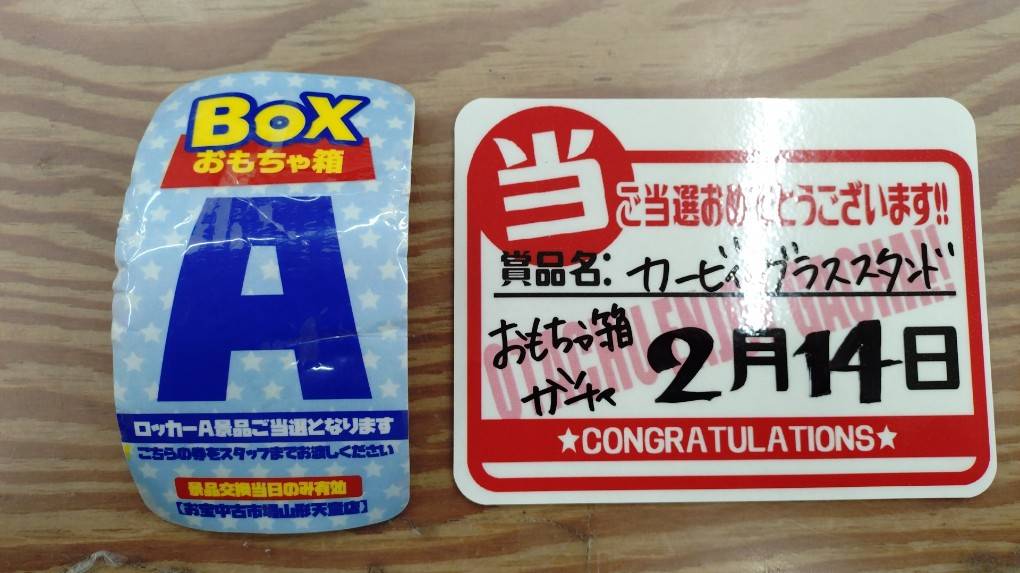 BOX
おもちゃ箱
A
ロッカーA景品ご当選となります
こちらの券をスタッフまでお渡しください
景品交換当日のみ有効
【お宝中古市場山形天童店】
当
ご当選おめでとうございます!!
賞品名: カービィグラススタンド
おもちゃ箱
ガチャ
2月14日
★CONGRATULATIONS★